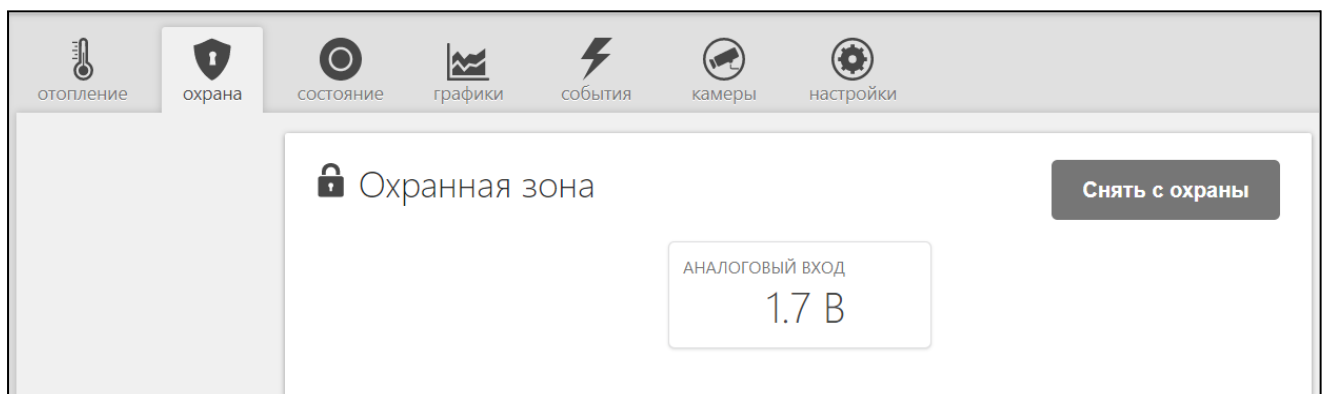 отопление охрана состояние графики события камеры настройки
Охранная зона
Снять с охраны
АНАЛОГОВЫЙ ВХОД
1.7 В